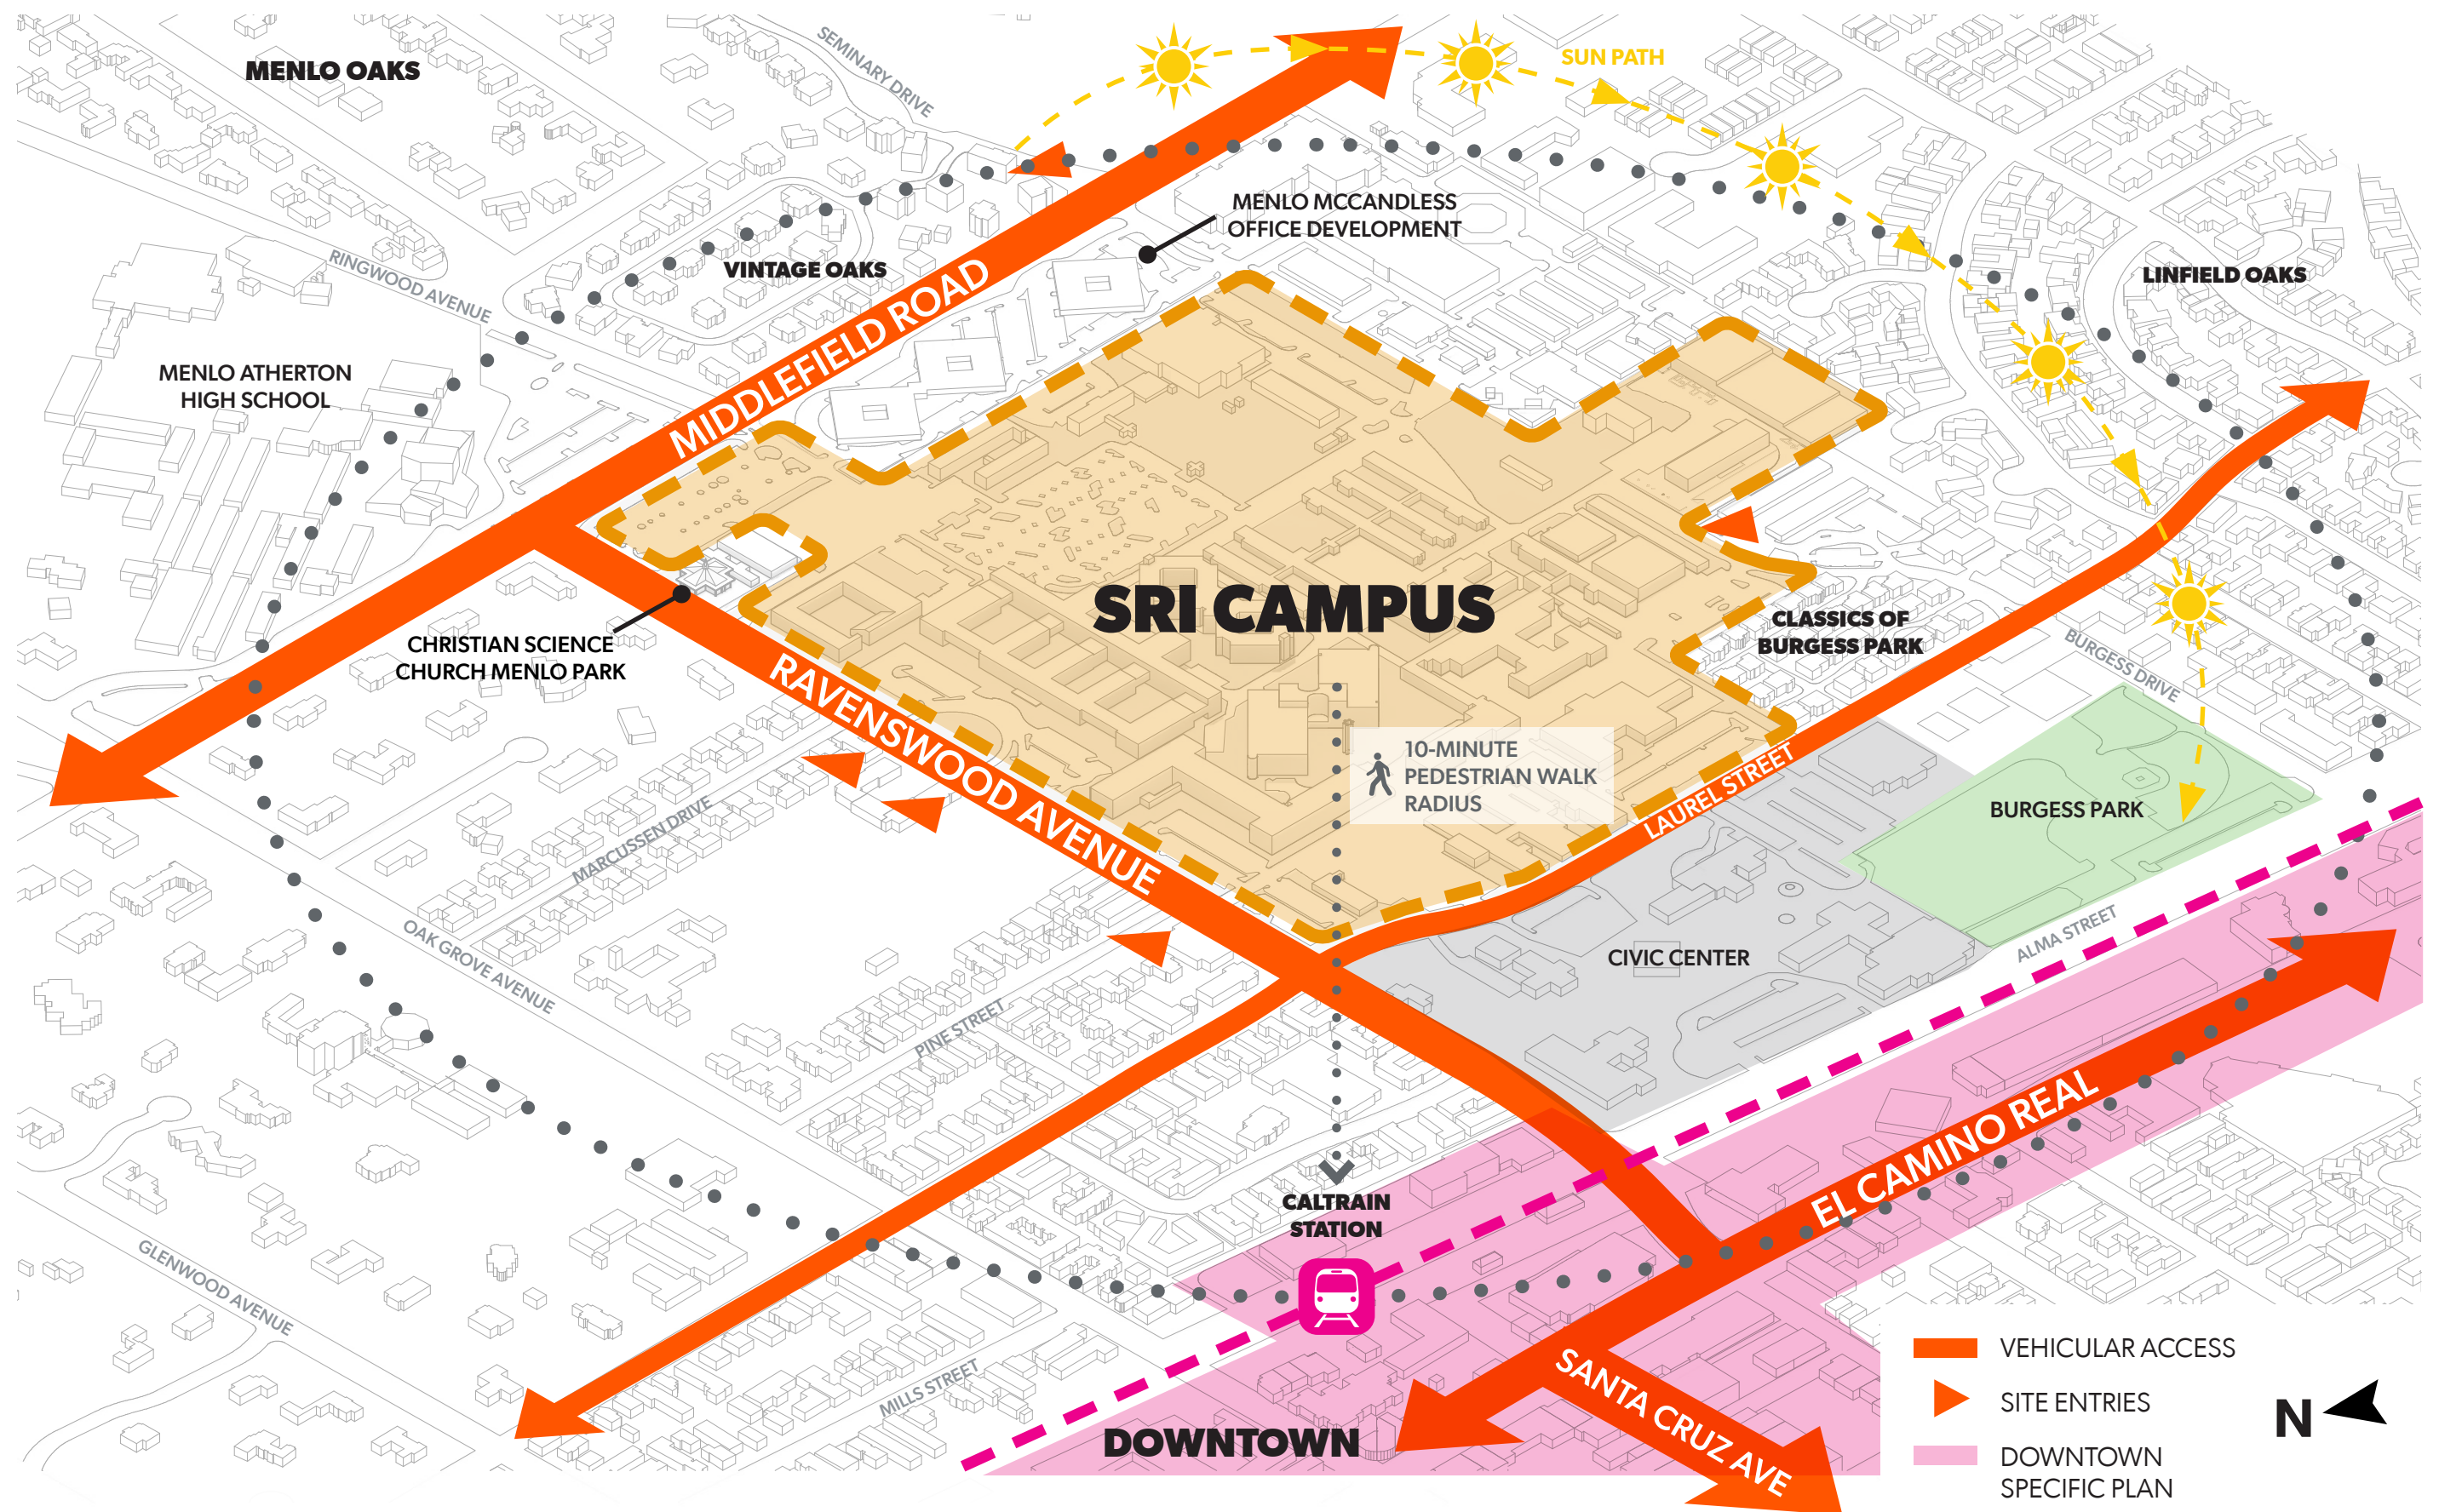 MENLO OAKS
SEMINARY DRIVE
SUN PATH
MENLO MCCANDLESS
OFFICE DEVELOPMENT
RINGWOOD AVENUE
VINTAGE OAKS
LINFIELD OAKS
MIDDLEFIELD ROAD
MENLO ATHERTON
HIGH SCHOOL
SRI CAMPUS
CHRISTIAN SCIENCE
CHURCH MENLO PARK
CLASSICS OF
BURGESS PARK
BURGESS DRIVE
RAVENSWOOD AVENUE
10-MINUTE
PEDESTRIAN WALK
RADIUS
LAUREL STREET
BURGESS PARK
MARCUSSEN DRIVE
OAK GROVE AVENUE
ALMA STREET
CIVIC CENTER
PINE STREET
EL CAMINO REAL
CALTRAIN
STATION
GLENWOOD AVENUE
MILLS STREET
DOWNTOWN
SANTA CRUZ AVE
VEHICULAR ACCESS
SITE ENTRIES
DOWNTOWN
SPECIFIC PLAN
N